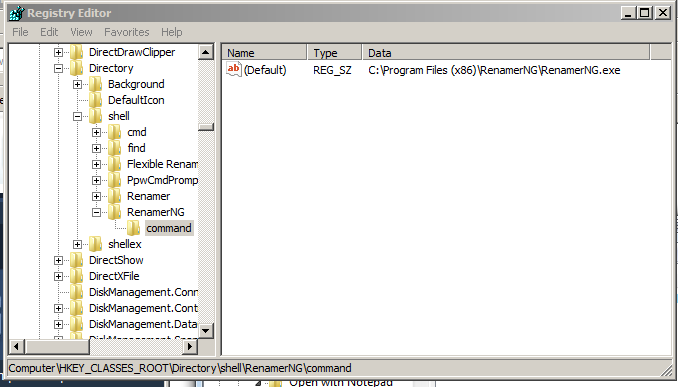 Registry Editor
File Edit View Favorites Help
DirectDrawClipper
Directory
Background
DefaultIcon
shell
cmd
find
Flexible Renam
PpwCmdPromp
Renamer
RenamerNG
command
shellex
DirectShow
DirectXFile
DiskManagement.Conn
DiskManagement.Cont
DiskManagement.Data
Name Type Data
ab (Default) REG_SZ C:\Program Files (x86)\RenamerNG\RenamerNG.exe
Computer\HKEY_CLASSES_ROOT\Directory\shell\RenamerNG\command
Open with Notepad